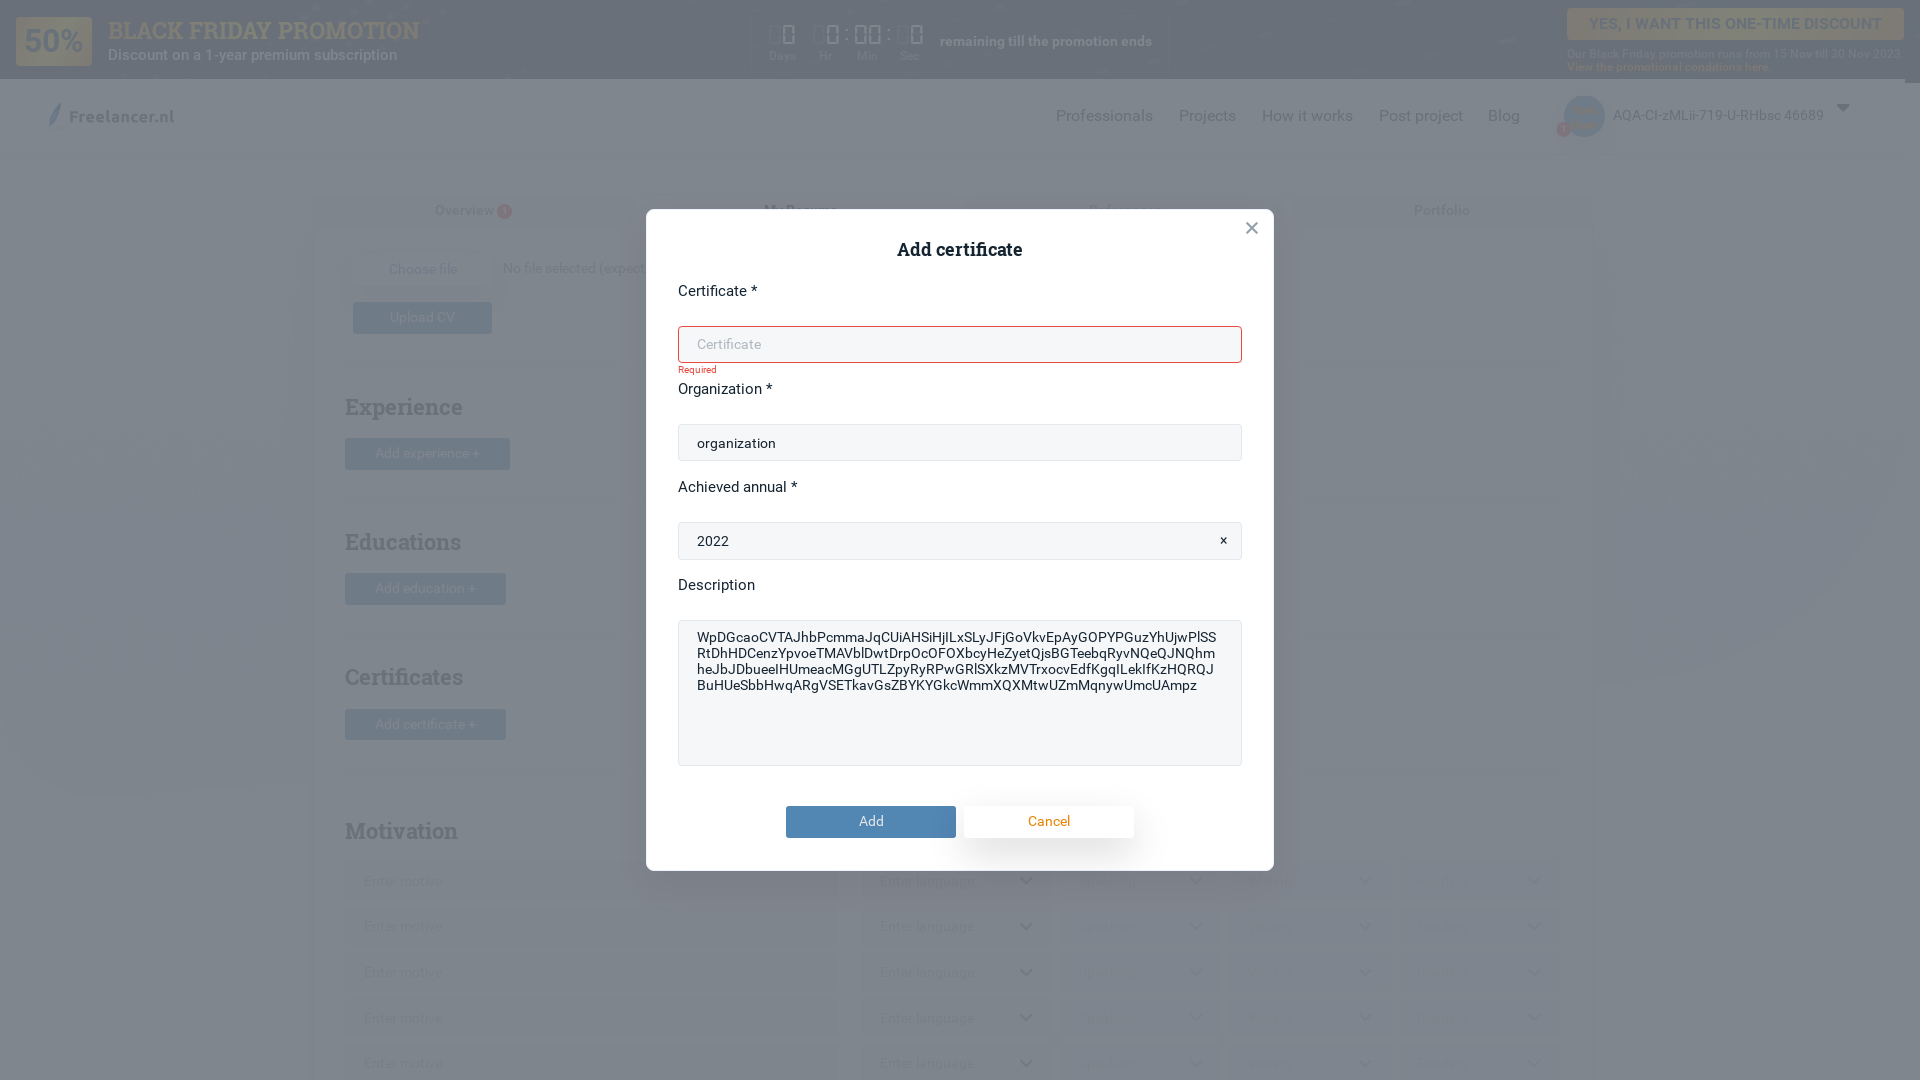 50%
BLACK FRIDAY PROMOTION
Discount on a 1-year premium subscription
0 0 : 00 : 0
Days Hr Min Sec
remaining till the promotion ends
YES, I WANT THIS ONE-TIME DISCOUNT
Our Black Friday promotion runs from 15 Nov till 30 Nov 2023.
View the promotional conditions here.
Freelancer.nl
Professionals
Projects
How it works
Post project
Blog
AQA-CI-zMLii-719-U-RHbsc 46689
Overview
Portfolio
Choose file
No file selected (expect
Upload CV
Experience
Add experience +
Educations
Add education +
Certificates
Add certificate +
Motivation
Enter motive
Enter language
Enter motive
Enter language
Enter motive
Enter language
Enter motive
Enter language
Enter motive
Enter language
Add certificate
Certificate *
Certificate
Required
Organization *
organization
Achieved annual *
2022
×
Description
WpDGcaoCVTAJhbPcmmaJqCUiAHSiHjILxSLyJFjGoVkvEpAyGOPYPGuzYhUjwPlSS
RtDhHDCenzYpvoeTMAVblDwtDrpOcOFOXbcyHeZyetQjsBGTeebqRyvNQeQJNQhm
heJbJDbueeIHUmeacMGgUTLZpyRyRPwGRlSXkzMVTrxocvEdfKgqILekIfKzHQRQJ
BuHUeSbbHwqARgVSETkavGsZBYKYGkcWmmXQXMtwUZmMqnywUmcUAmpz
Add
Cancel